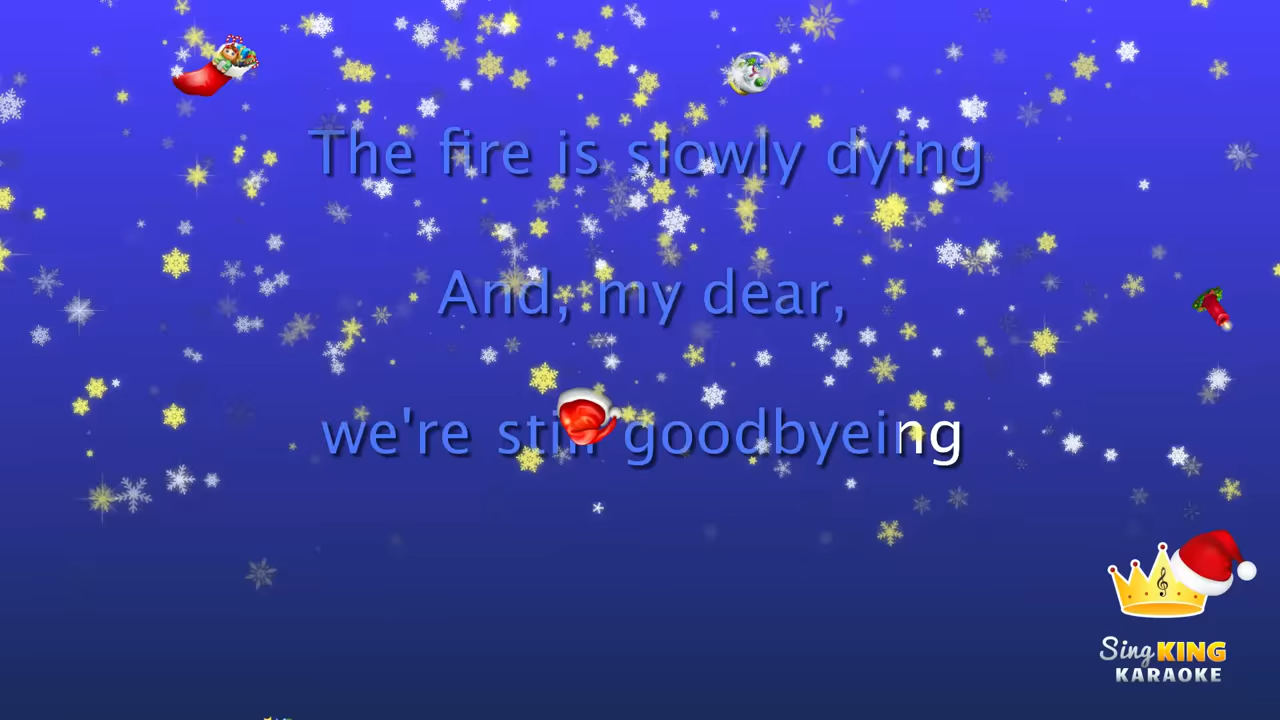 The fire is slowly dying
And, my dear,
we're still goodbyeing
Sing KING
KARAOKE